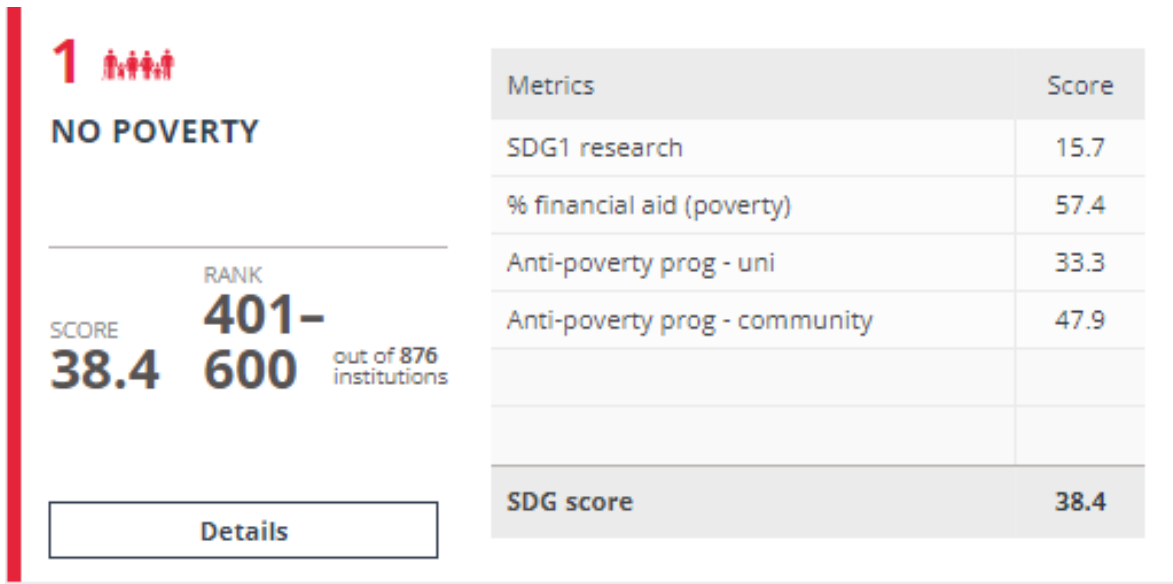 1
NO POVERTY
SCORE
38.4
RANK
401–
600
out of 876
institutions
Details
Metrics Score
SDG1 research 15.7
% financial aid (poverty) 57.4
Anti-poverty prog - uni 33.3
Anti-poverty prog - community 47.9
SDG score 38.4